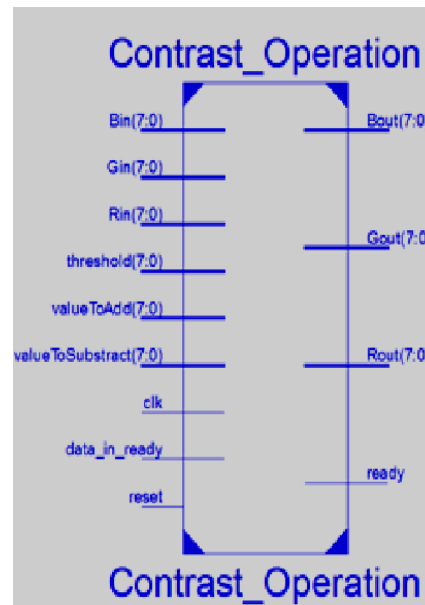 Contrast_Operation
Bin(7:0)
Bout(7:0
Gin(7:0)
Rin(7:0)
Gout(7:0
threshold(7:0)
valueToAdd(7:0)
valueToSubstract(7:0)
Rout(7:0
clk
data_in_ready
ready
reset
Contrast_Operation